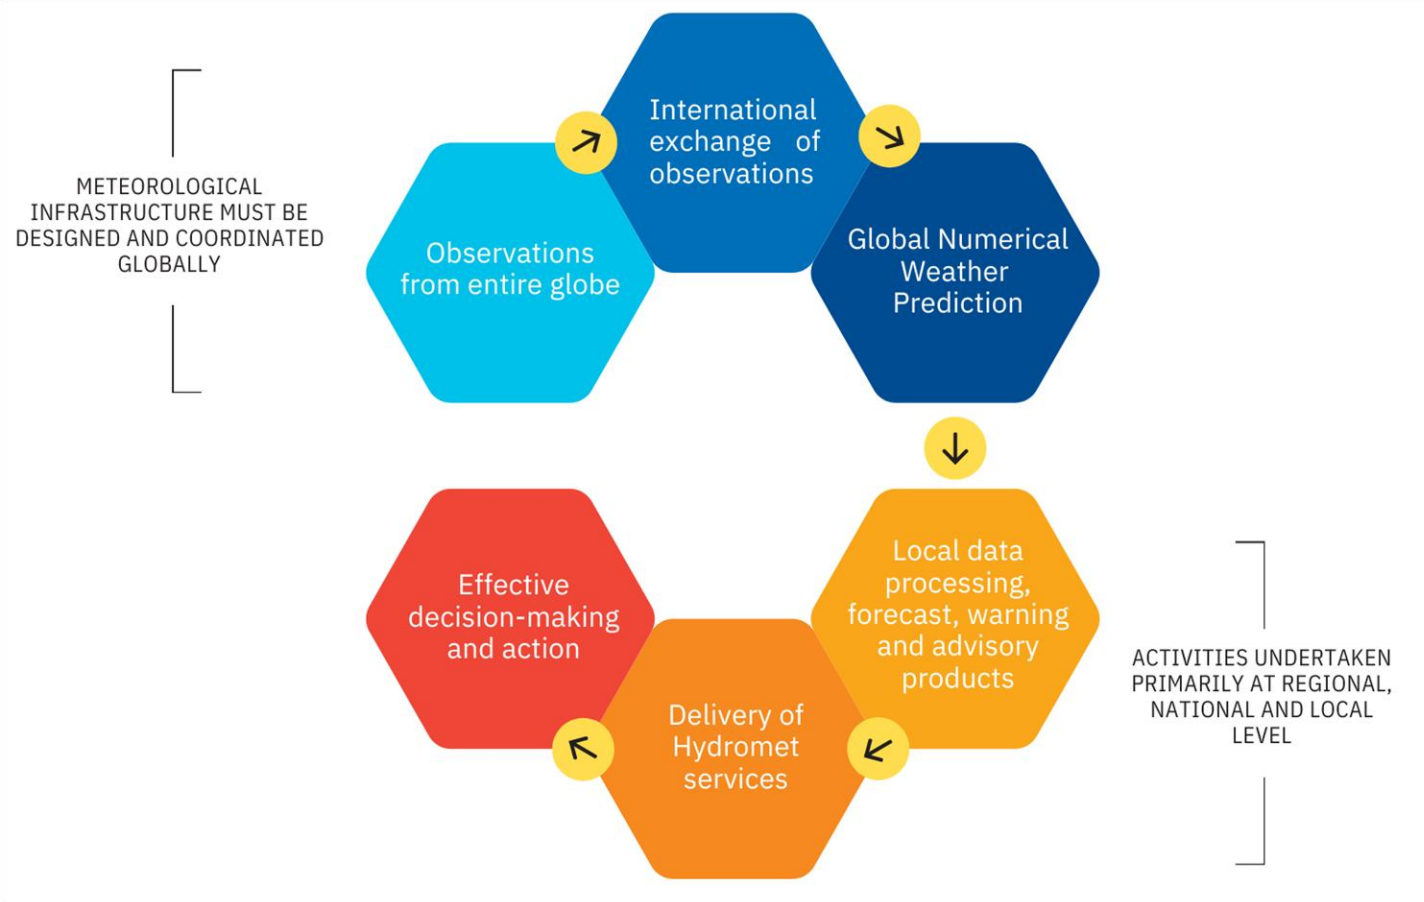 International
exchange of
observations
METEOROLOGICAL
INFRASTRUCTURE MUST BE
DESIGNED AND COORDINATED
GLOBALLY
Observations
from entire globe
Global Numerical
Weather
Prediction
Local data
processing,
forecast, warning
and advisory
products
Effective
decision-making
and action
Delivery of
Hydromet
services
ACTIVITIES UNDERTAKEN
PRIMARILY AT REGIONAL,
NATIONAL AND LOCAL
LEVEL